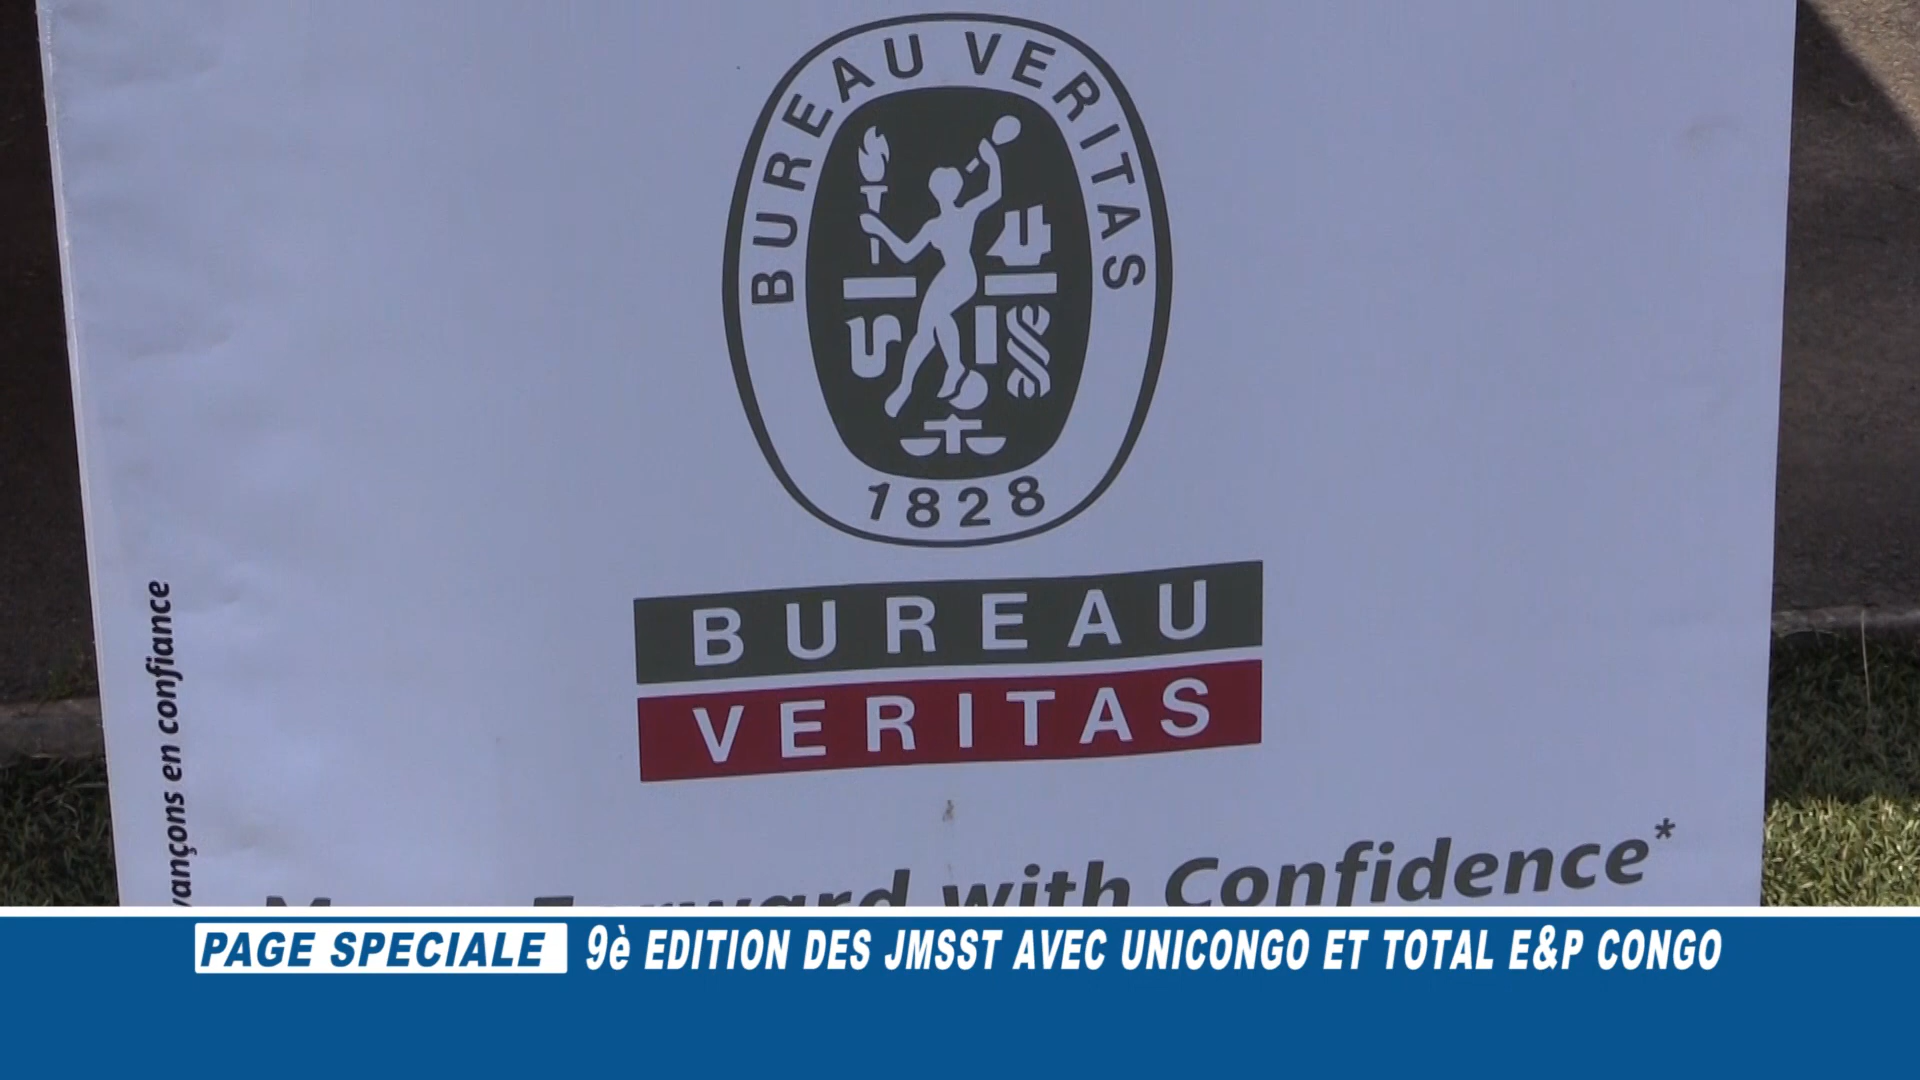 BUREAU VERITAS
1828
BUREAU
VERITAS
with Confidence*
en confiance
PAGE SPECIALE
9è EDITION DES JMSST AVEC UNICONGO ET TOTAL E&P CONGO